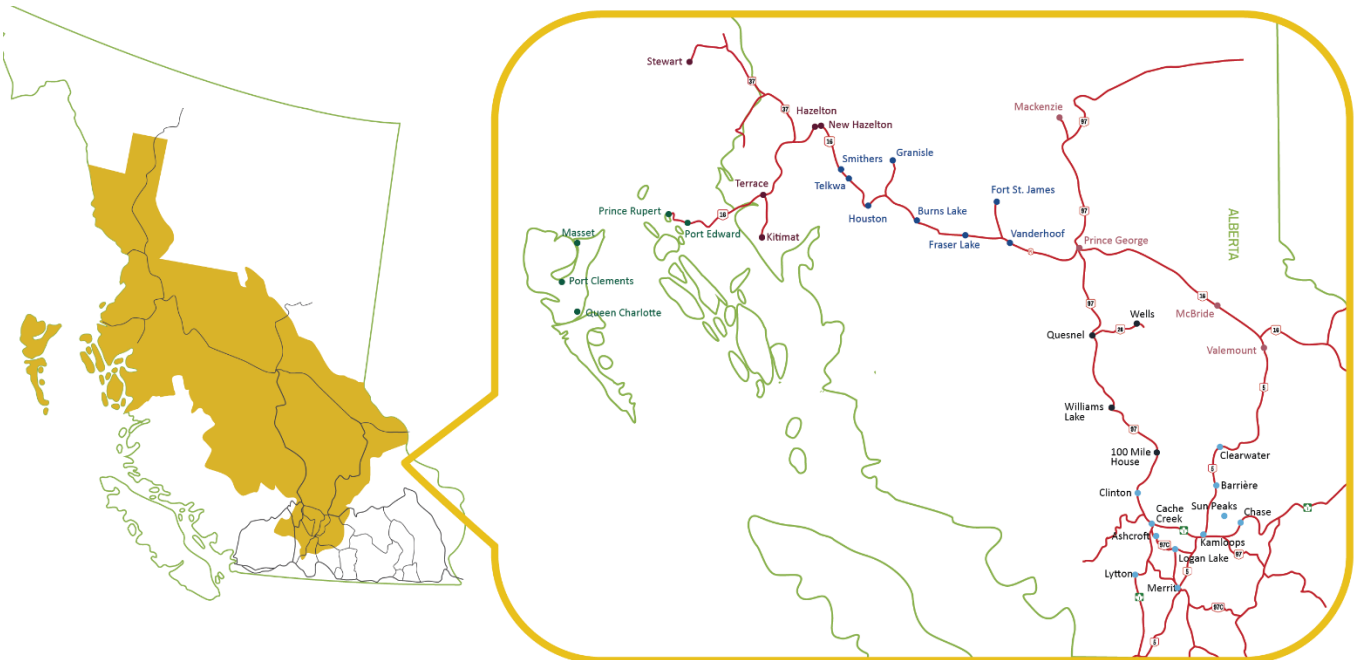 Stewart
37
37
Hazelton
New Hazelton
16
Smithers
Granisle
Telkwa
Terrace
Houston
Prince Rupert
16
Port Edward
Kitimat
Masset
Port Clements
Queen Charlotte
Burns Lake
Fraser Lake
Fort St. James
Vanderhoof
Mackenzie
97
97
Prince George
ALBERTA
16
McBride
16
Valemount
97
Wells
26
Quesnel
5
Williams
Lake
97
100 Mile
House
Clearwater
5
Barrière
Clinton
Sun Peaks
Chase
1
Cache
Creek
1
Ashcroft
Kamloops
97C
97
Logan Lake
Lytton
5
Merritt
1
97C
5